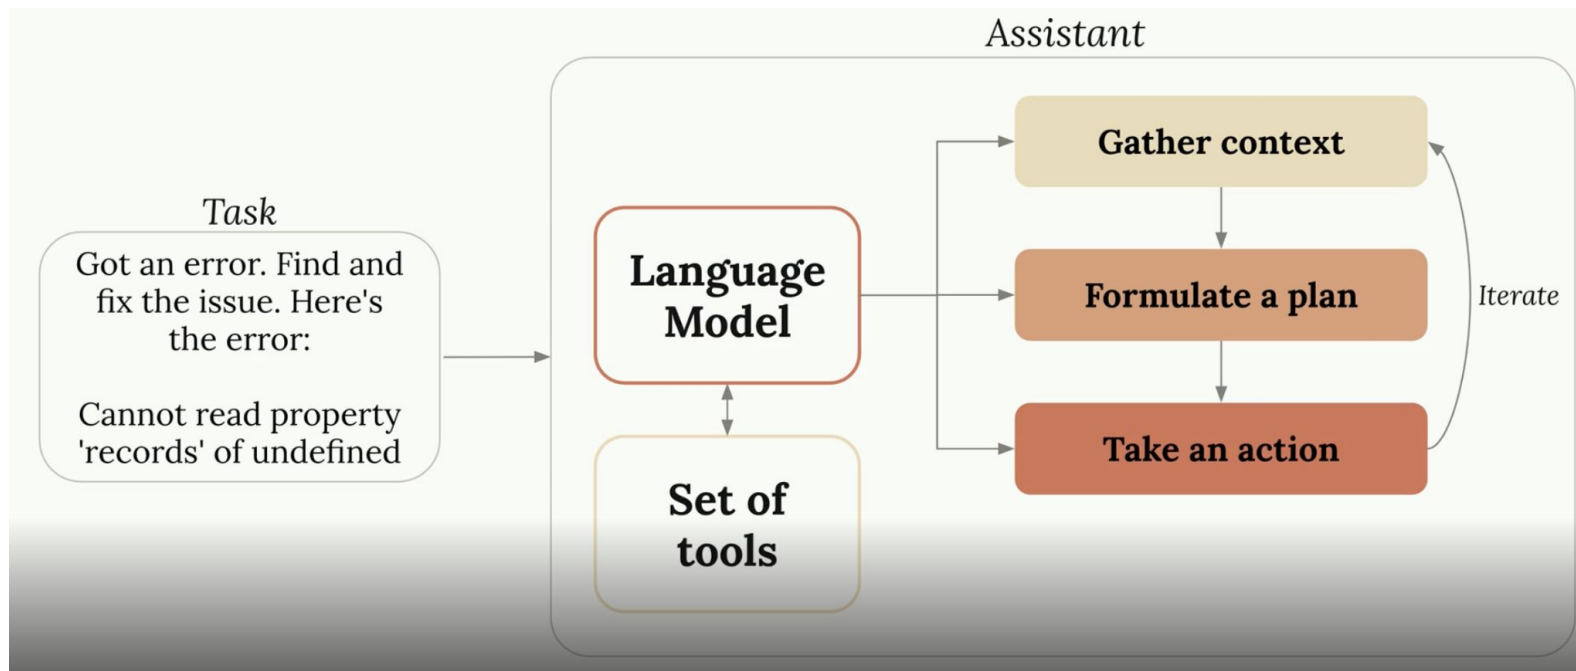 Assistant
Task
Got an error. Find and
fix the issue. Here's
the error:
Cannot read property
'records' of undefined
Language
Model
Set of
tools
Gather context
Formulate a plan
Take an action
Iterate